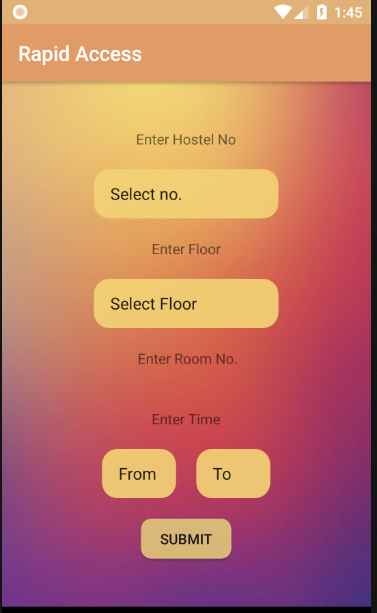 1:45
Rapid Access
Enter Hostel No
Select no.
Enter Floor
Select Floor
Enter Room No.
Enter Time
From To
SUBMIT